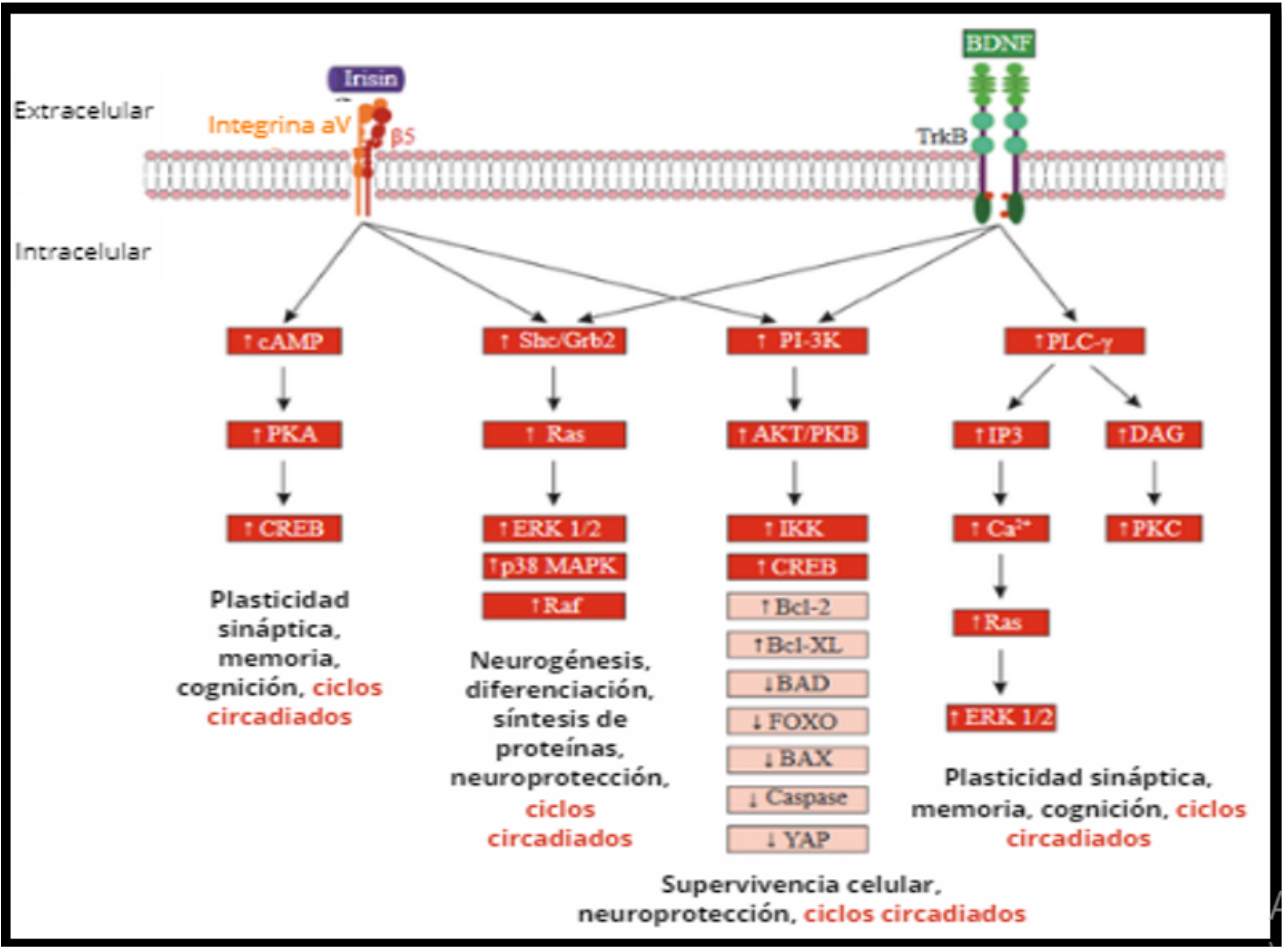 BDNF
Irisin
Extracelular
Integrina aV
β5
TrkB
Intracelular
↑cAMP
↑ Shc/Grb2
↑ PI-3K
↑PLC-γ
↑PKA
↑ Ras
↑AKT/PKB
↑IP3
↑DAG
↑CREB
↑ERK 1/2
↑IKK
↑Ca²⁺
↑PKC
↑p38 MAPK
↑CREB
↑Raf
↑Bcl-2
↑Bcl-XL
↓BAD
↓FOXO
↓BAX
↓Caspase
↓YAP
↑Ras
↑ERK 1/2
Plasticidad
sináptica,
memoria,
cognición, ciclos
circadiados
Neurogénesis,
diferenciación,
síntesis de
proteínas,
neuroprotección,
ciclos
circadiados
Plasticidad sináptica,
memoria, cognición, ciclos
circadiados
Supervivencia celular,
neuroprotección, ciclos circadiados